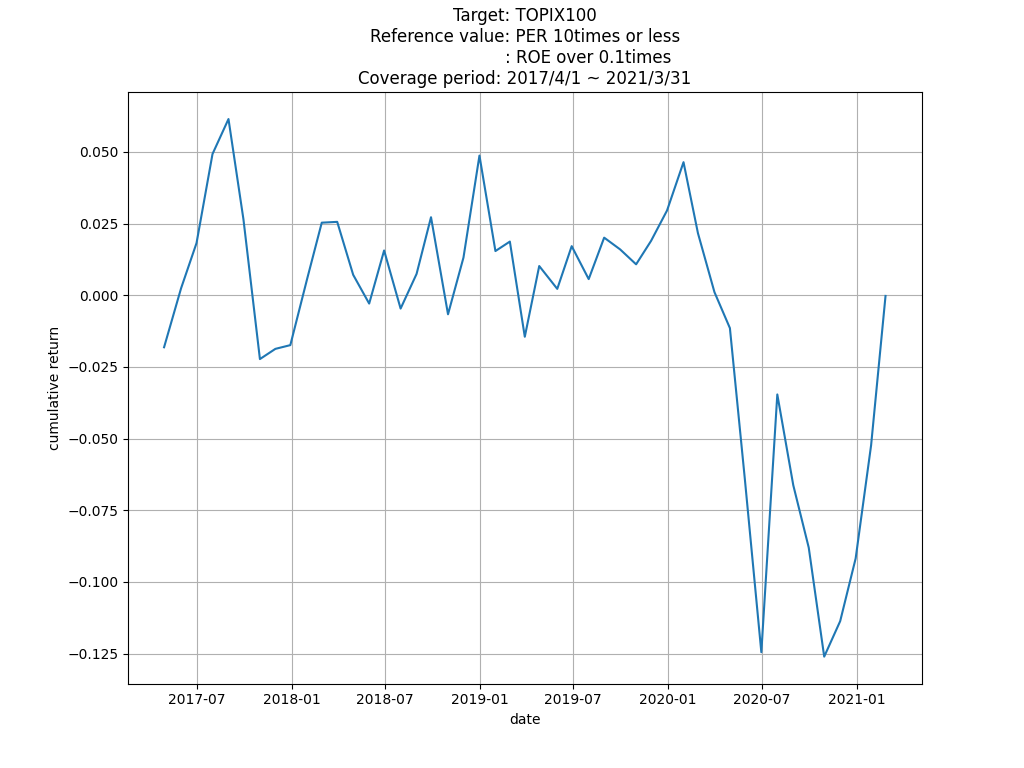 Target: TOPIX100
Reference value: PER 10times or less
: ROE over 0.1times
Coverage period: 2017/4/1 ~ 2021/3/31
0.050
0.025
0.000
−0.025
−0.050
−0.075
−0.100
−0.125
cumulative return
2017-07 2018-01 2018-07 2019-01 2019-07 2020-01 2020-07 2021-01
date